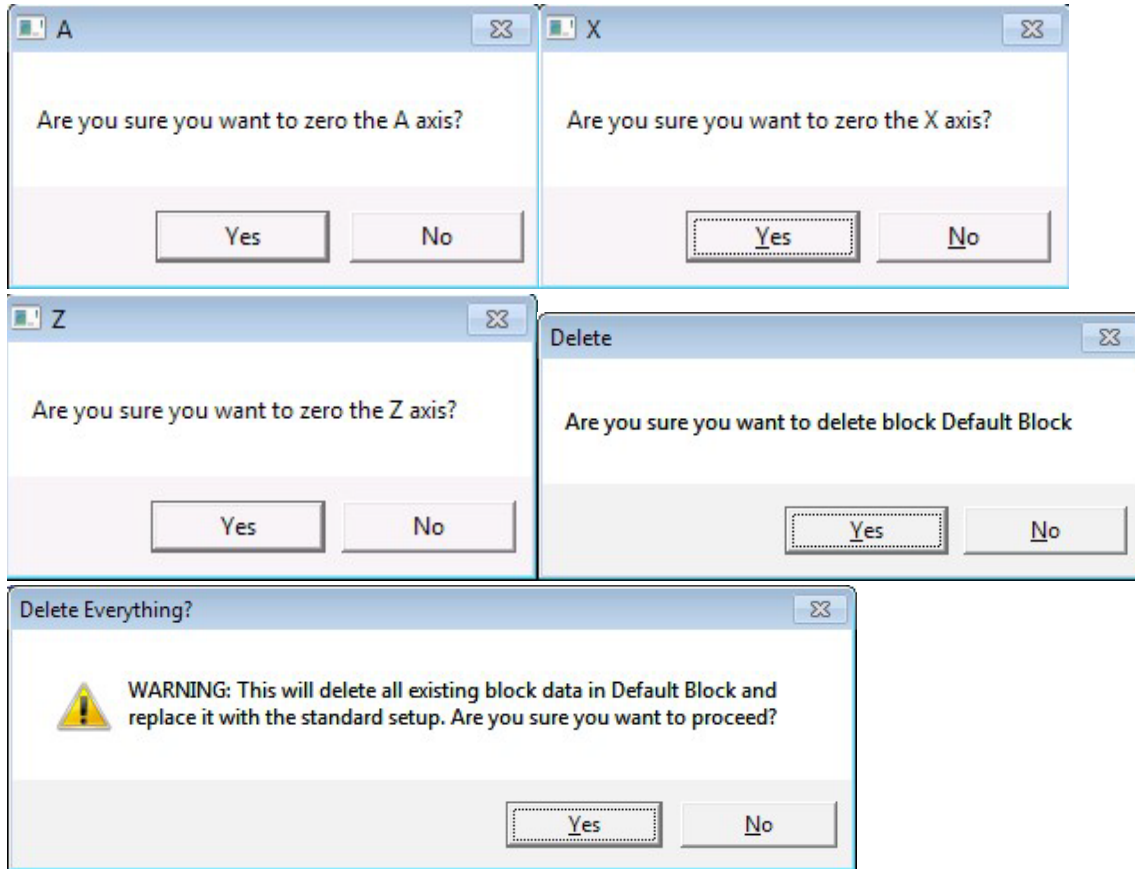 A
Are you sure you want to zero the A axis?
Yes
No
X
Are you sure you want to zero the X axis?
Yes
No
Z
Are you sure you want to zero the Z axis?
Yes
No
Delete
Are you sure you want to delete block Default Block
Yes
No
Delete Everything?
WARNING: This will delete all existing block data in Default Block and
replace it with the standard setup. Are you sure you want to proceed?
Yes
No